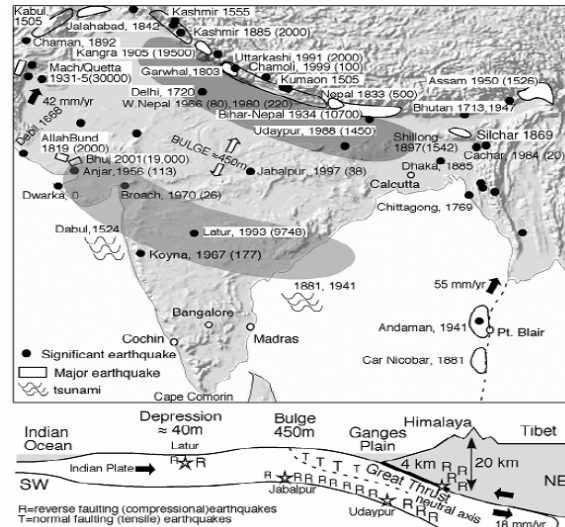 Kabul, 1505
Jalahabad, 1842
Kashmir 1555
Kashmir 1885 (2000)
Chaman, 1892
Kangra 1905 (19500)
Uttarkashi,1991 (2000)
Mach/Quetta
1931-5(30000)
Garwhal,1803
Chamoli, 1999 (100)
Kumaon 1505
Assam 1950 (1526)
42 mm/yr
Delhi, 1720
Nepal 1833 (500)
W.Nepal 1966 (80),1980 (220)
Bhutan 1713,1947
Bihar-Nepal 1934 (10700)
Debil 1668
AllahBund
1819 (2000)
BULGE ≈450m
Udaypur, 1988 (1450)
Shillong
1897(1542)
Silchar 1869
Bhuj 2001(19,000)
Cachar, 1984 (20)
Anjar,1956 (113)
Jabalpur, 1997 (38)
Dhaka, 1885
Calcutta
Dwarka, 0
Broach, 1970 (26)
Chittagong, 1769
Dabul,1524
Latur, 1993 (9748)
Koyna, 1967 (177)
1881, 1941
55 mm/yr
Bangalore
Andaman, 1941
Pt. Blair
Cochin
Madras
Car Nicobar, 1881
Significant earthquake
Major earthquake
tsunami
Cape Comorin
Indian
Ocean
Depression
≈ 40m
Latur
Bulge
450m
Ganges
Plain
Himalaya
Tibet
R R
T T T T T
4 km
20 km
R R R R R
Indian Plate
Great Thrust
neutral axis
SW
R R R R R R R R R R
NE
Jabalpur
Udaypur
18 mm/yr
R=reverse faulting (compressional)earthquakes
T=normal faulting (tensile) earthquakes